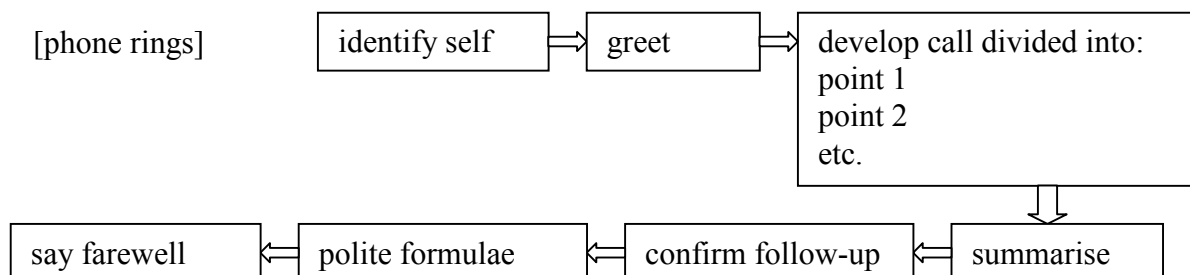 [phone rings]
identify self
greet
develop call divided into:
point 1
point 2
etc.
summarise
confirm follow-up
polite formulae
say farewell